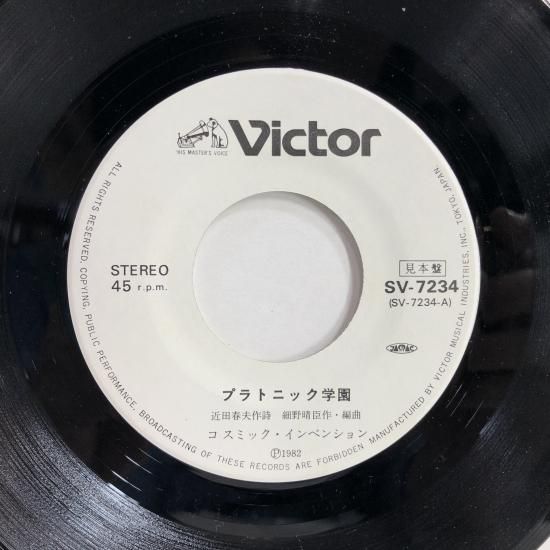 "HIS MASTER'S VOICE"
Victor
STEREO
45 r.p.m.
見本盤
SV-7234
(SV-7234-A)
JASRAC
プラトニック学園
近田春夫作詩 細野晴臣作・編曲
コスミック・インベンション
Ⓟ1982
ALL RIGHTS RESERVED. COPYING, PUBLIC PERFORMANCE, BROADCASTING OF THESE RECORDS ARE FORBIDDEN MANUFACTURED BY VICTOR MUSICAL INDUSTRIES, INC., TOKYO, JAPAN